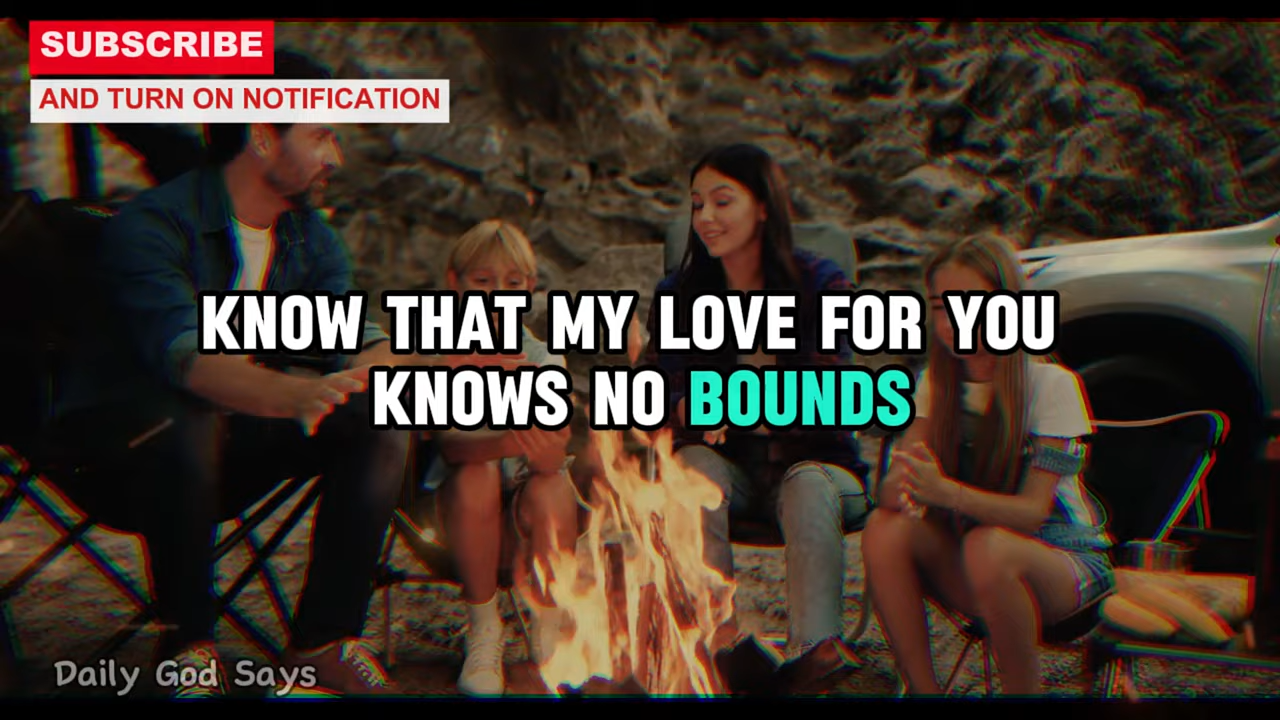 SUBSCRIBE
AND TURN ON NOTIFICATION
KNOW THAT MY LOVE FOR YOU
KNOWS NO BOUNDS
Daily God Says